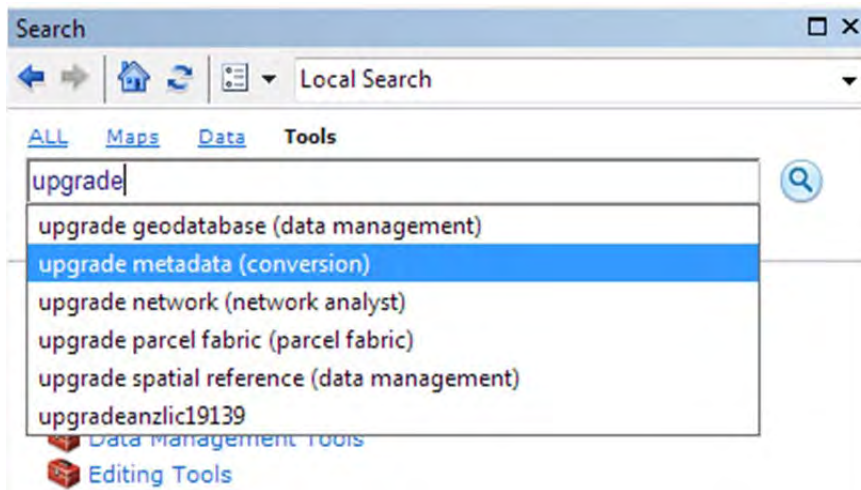 Search
Local Search
ALL Maps Data Tools
upgrade
upgrade geodatabase (data management)
upgrade metadata (conversion)
upgrade network (network analyst)
upgrade parcel fabric (parcel fabric)
upgrade spatial reference (data management)
upgradeanzlic19139
Data Management Tools
Editing Tools